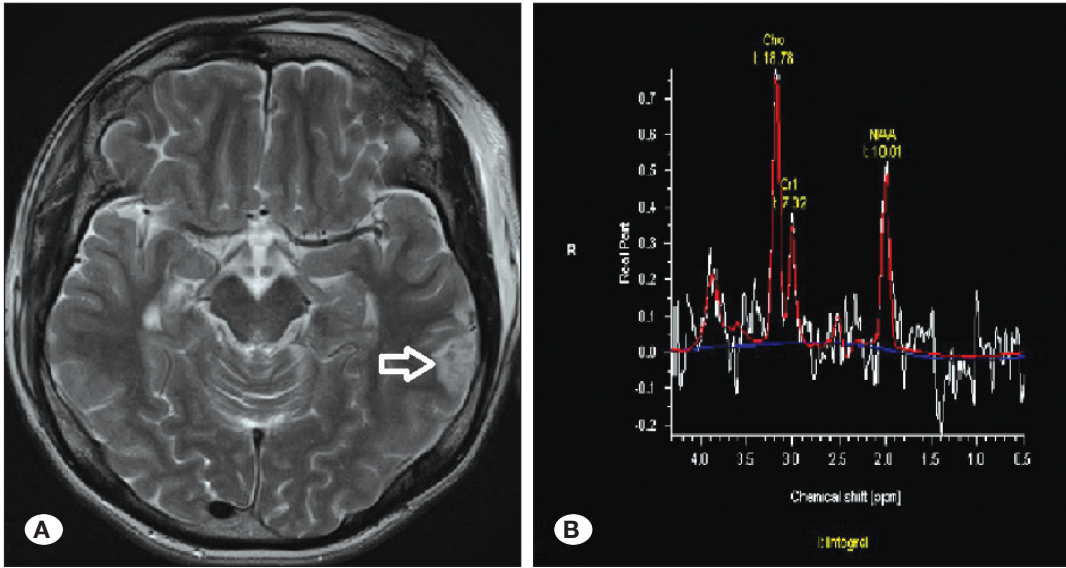 A
B
Cho
I: 18.78
NAA
I: 10.01
Cr1
I: 7.02
0.7
0.6
0.5
0.4
0.3
0.2
0.1
0.0
-0.1
-0.2
R
Real Part
4.0 3.5 3.0 2.5 2.0 1.5 1.0 0.5
Chemical shift [ppm]
I: Integral